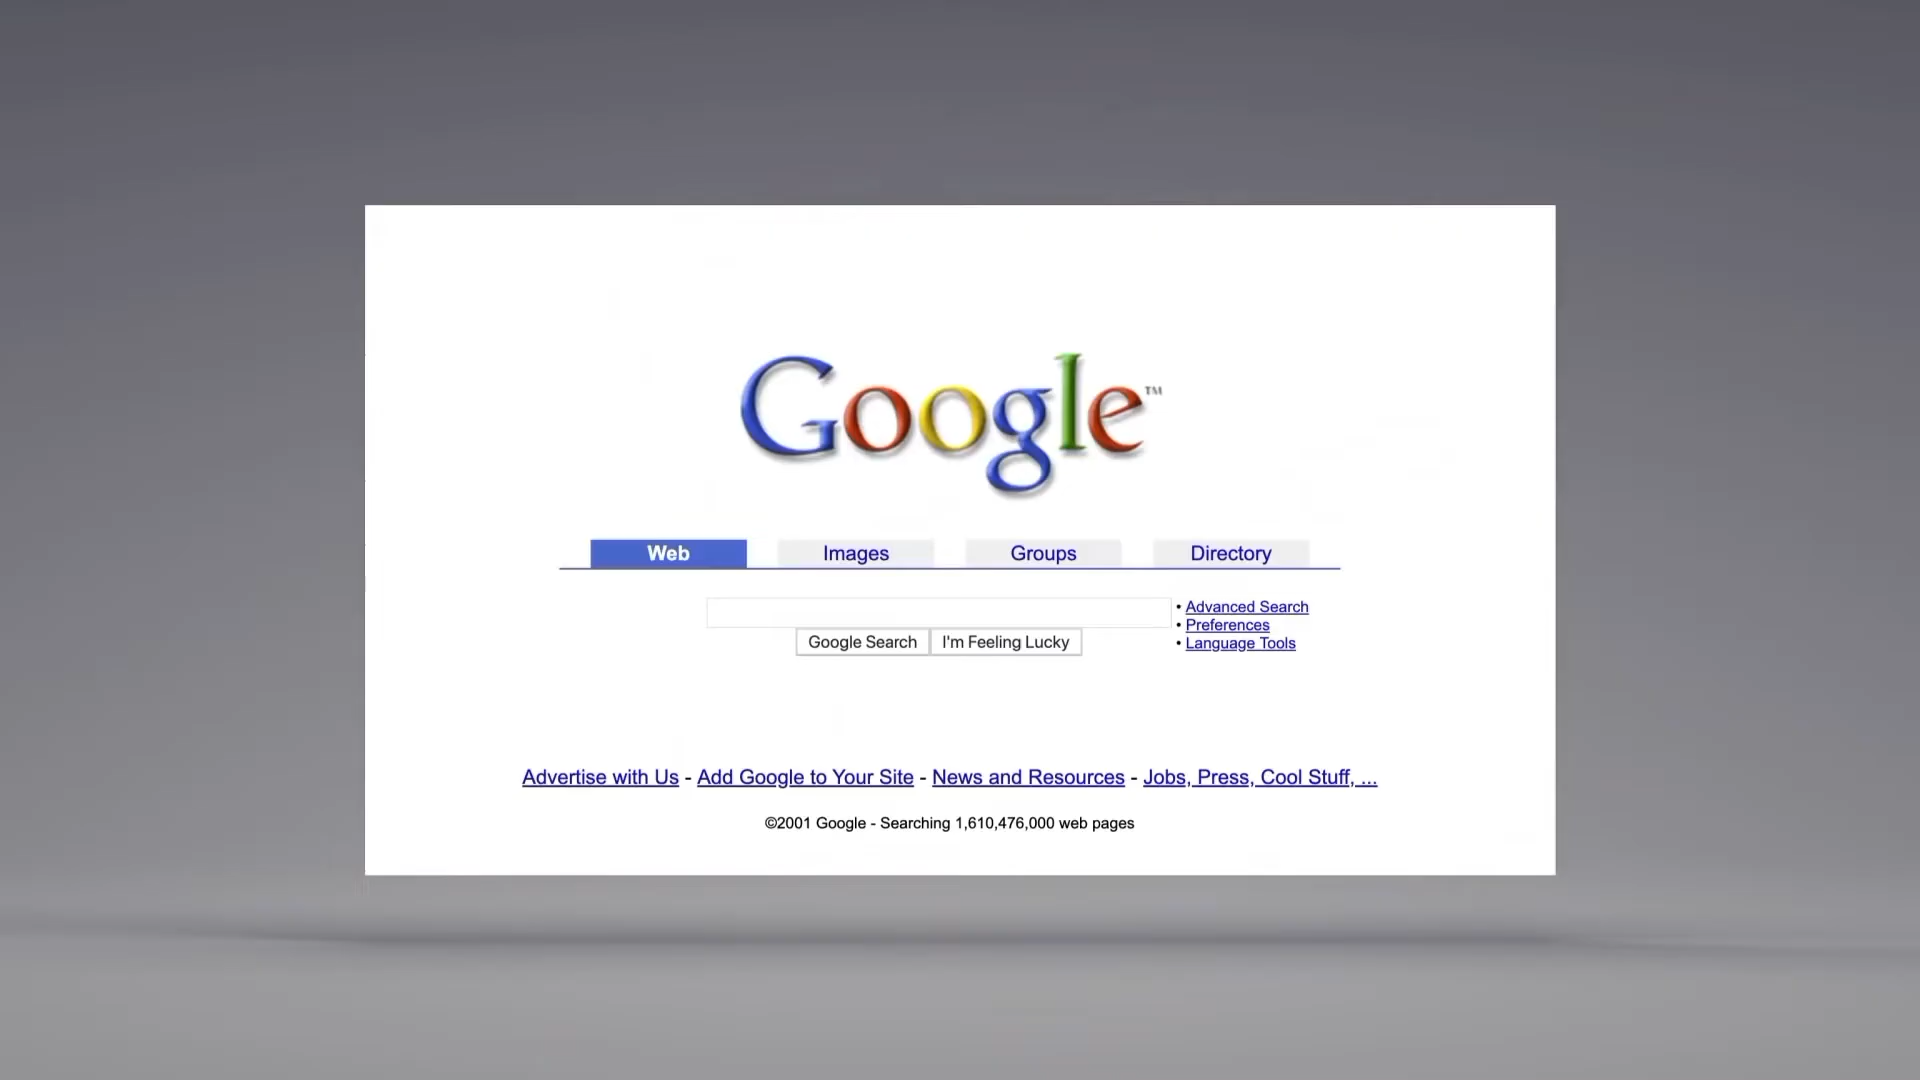 Google™
Web Images Groups Directory
• Advanced Search
• Preferences
• Language Tools
Google Search I'm Feeling Lucky
Advertise with Us - Add Google to Your Site - News and Resources - Jobs, Press, Cool Stuff, ...
©2001 Google - Searching 1,610,476,000 web pages